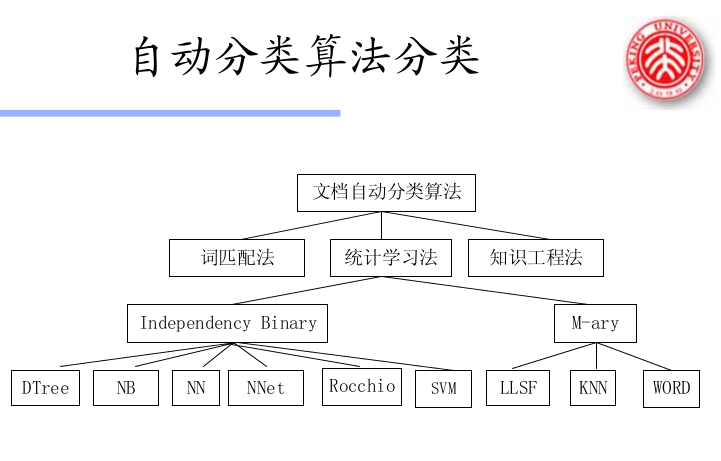 自动分类算法分类
PEKING UNIVERSITY
1898
文档自动分类算法
词匹配法
统计学习法
知识工程法
Independency Binary
M-ary
DTree
NB
NN
NNet
Rocchio
SVM
LLSF
KNN
WORD